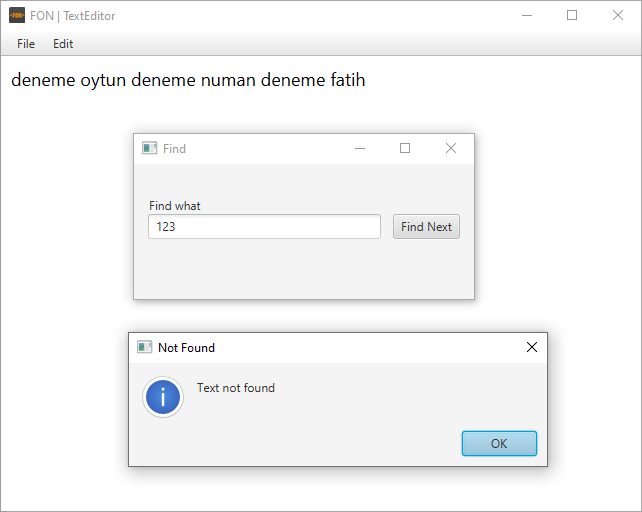 <FON> FON | TextEditor
File Edit
deneme oytun deneme numan deneme fatih
Find
Find what
123 Find Next
Not Found
Text not found
OK